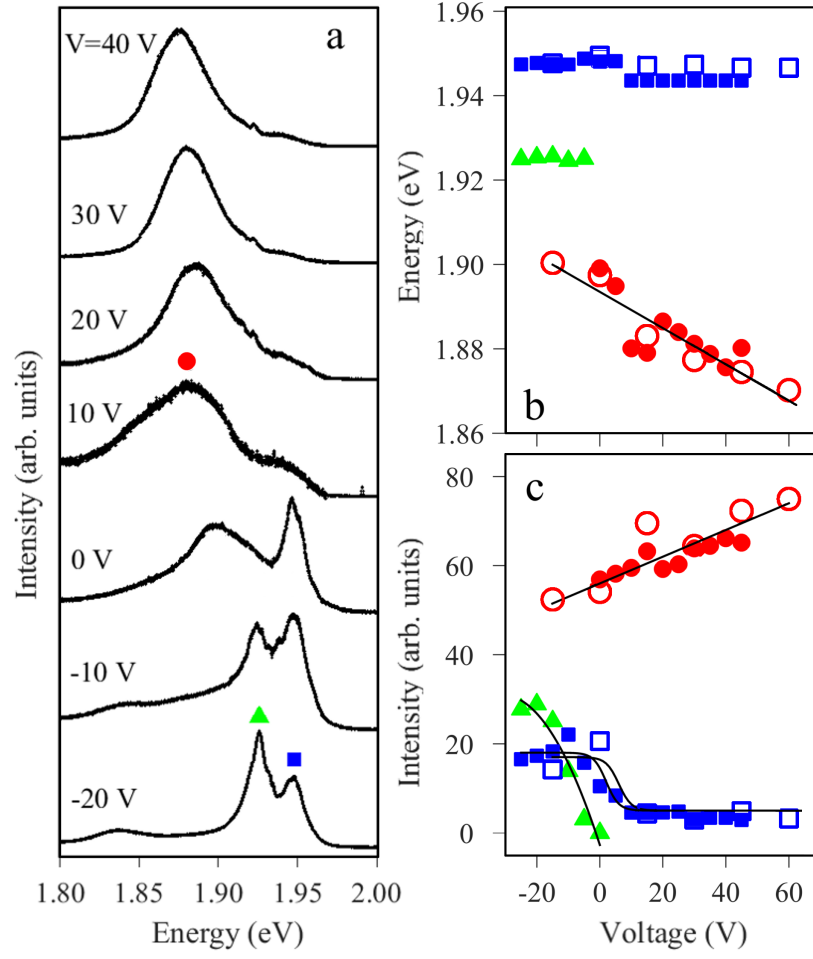 a
V=40 V
30 V
20 V
10 V
0 V
-10 V
-20 V
Intensity (arb. units)
1.80 1.85 1.90 1.95 2.00
Energy (eV)
1.96
1.94
1.92
1.90
1.88
1.86
Energy (eV)
b
80
60
40
20
0
Intensity (arb. units)
c
-20 0 20 40 60
Voltage (V)